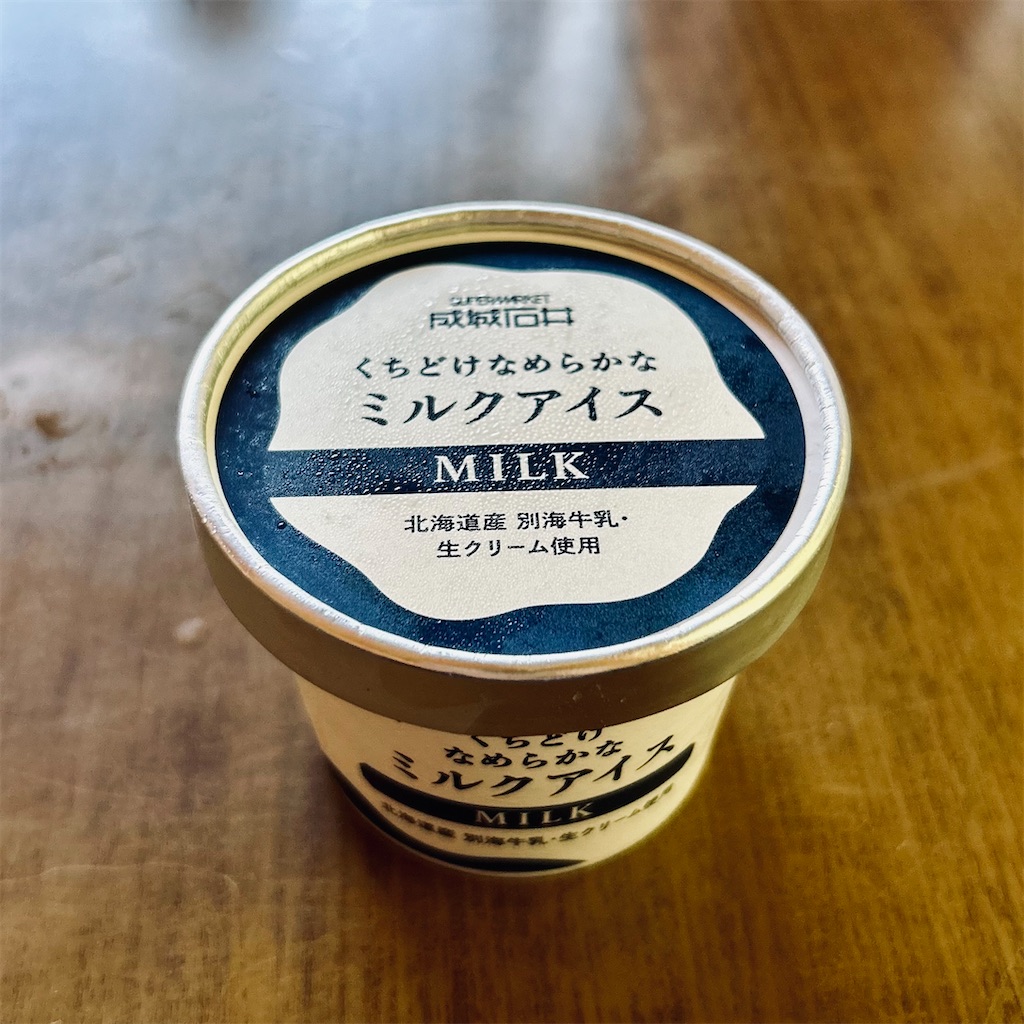 SUPERMARKET
成城石井
くちどけなめらかな
ミルクアイス
MILK
北海道産 別海牛乳・
生クリーム使用
くちどけ
なめらかな
ミルクアイス
MILK
北海道産 別海牛乳・生クリーム使用